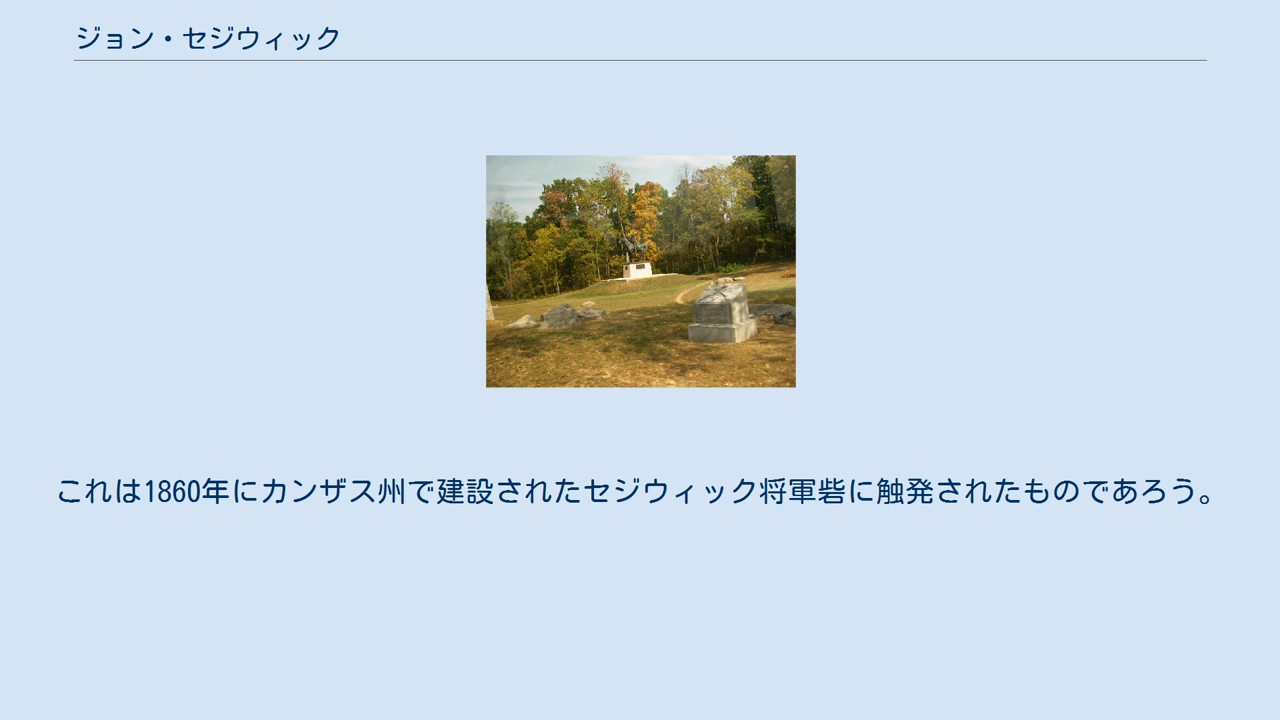 ジョン・セジウィック
これは1860年にカンザス州で建設されたセジウィック将軍砦に触発されたものであろう。